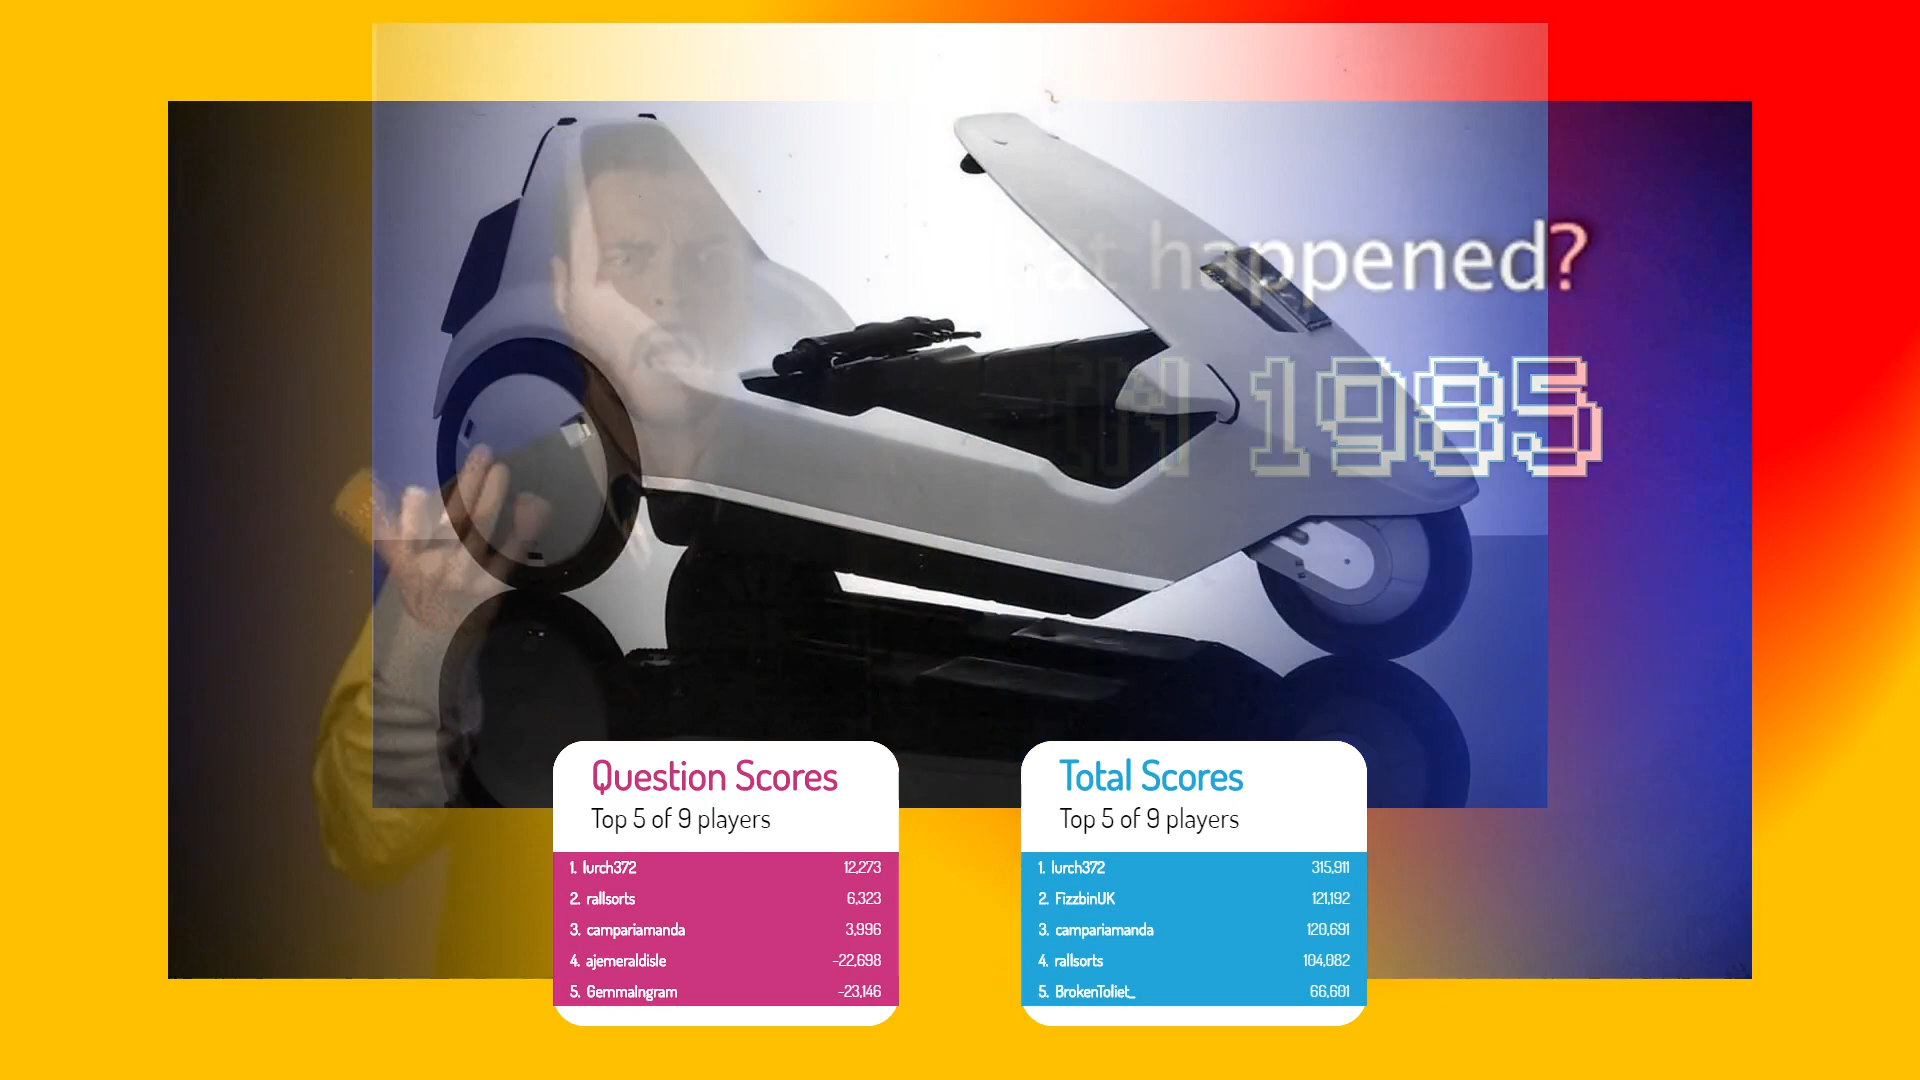 happened?
IN 1985
Question Scores
Top 5 of 9 players
1. lurch372 12,273
2. rallsorts 6,323
3. campariamanda 3,996
4. ajemeraldisle -22,698
5. GemmaIngram -23,146
Total Scores
Top 5 of 9 players
1. lurch372 315,911
2. FizzbinUK 121,192
3. campariamanda 120,691
4. rallsorts 104,082
5. BrokenToliet_ 66,601